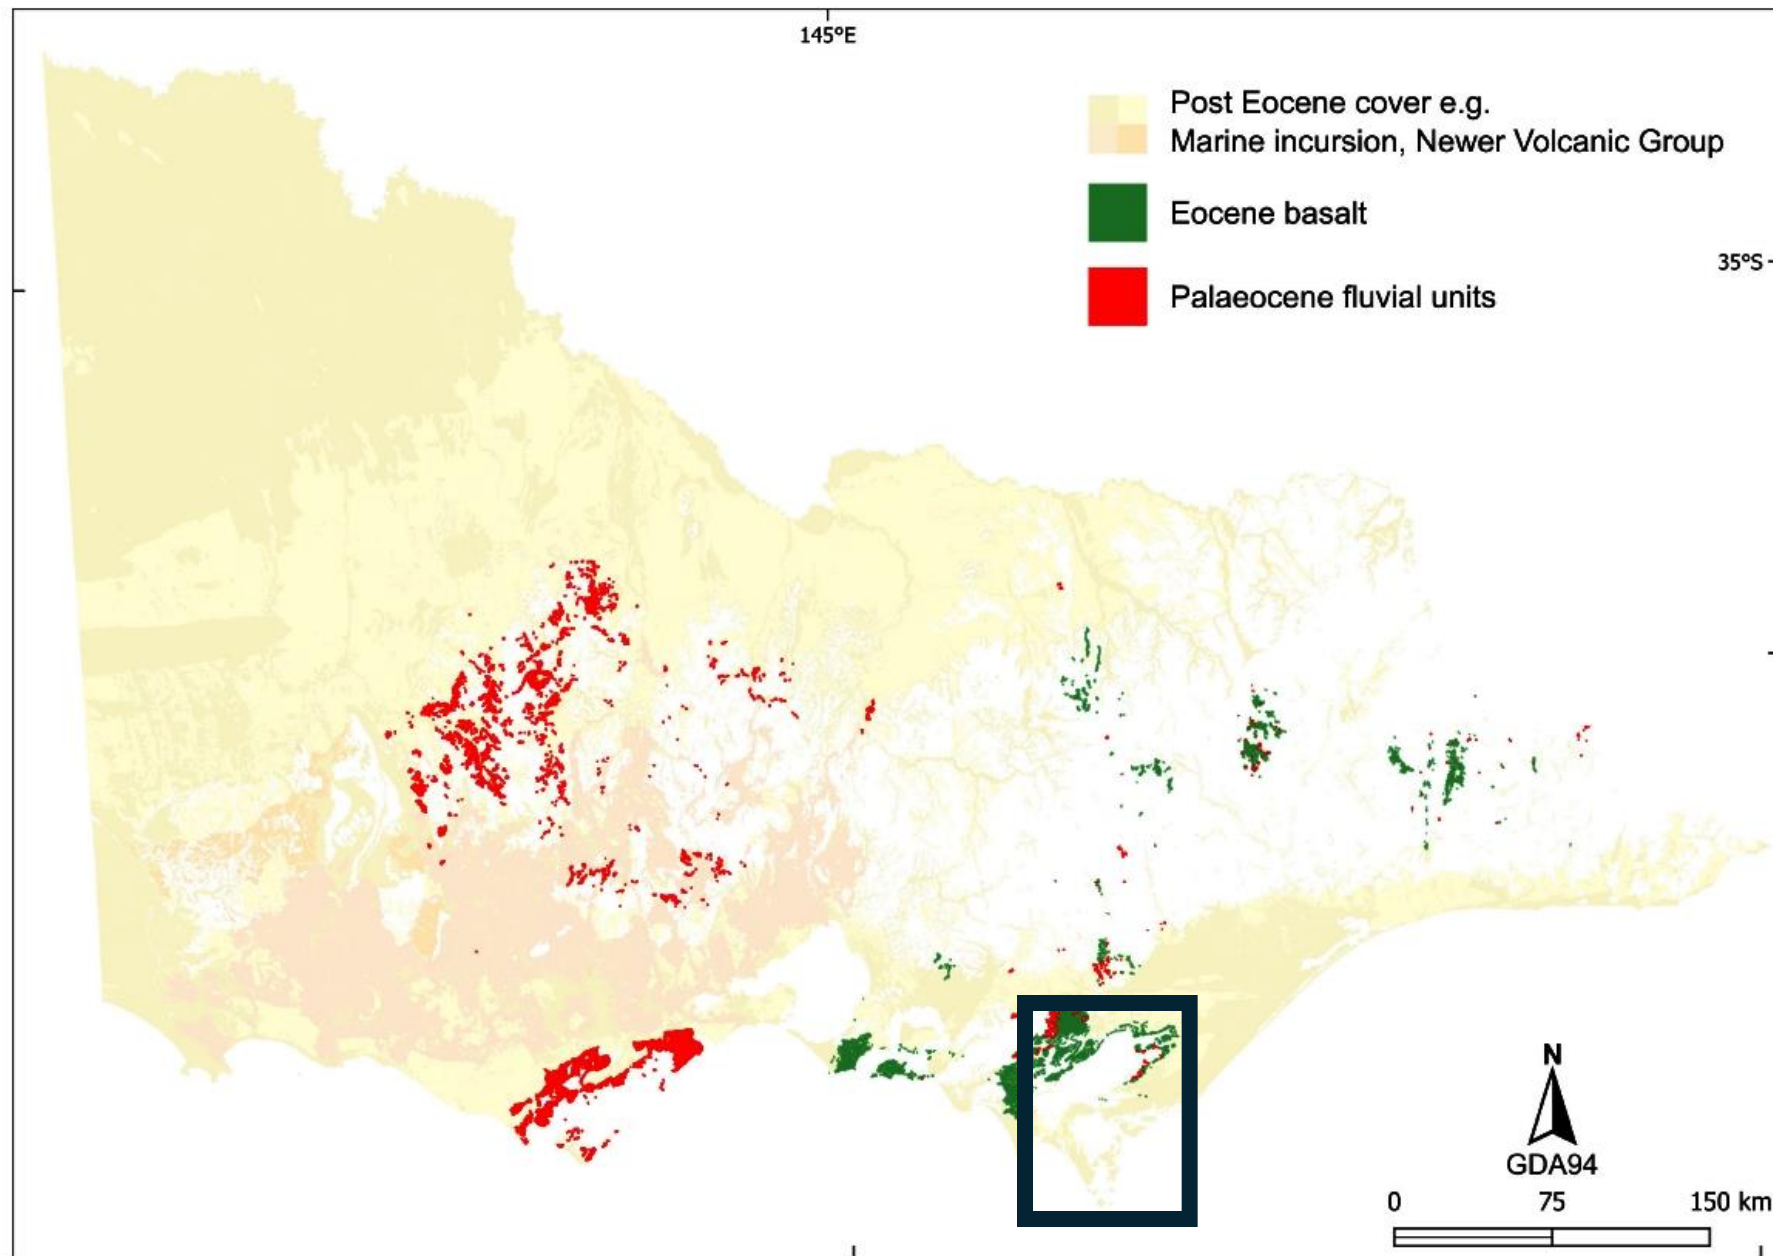 145°E
Post Eocene cover e.g.
Marine incursion, Newer Volcanic Group
Eocene basalt
35°S
Palaeocene fluvial units
N
GDA94
0 75 150 km